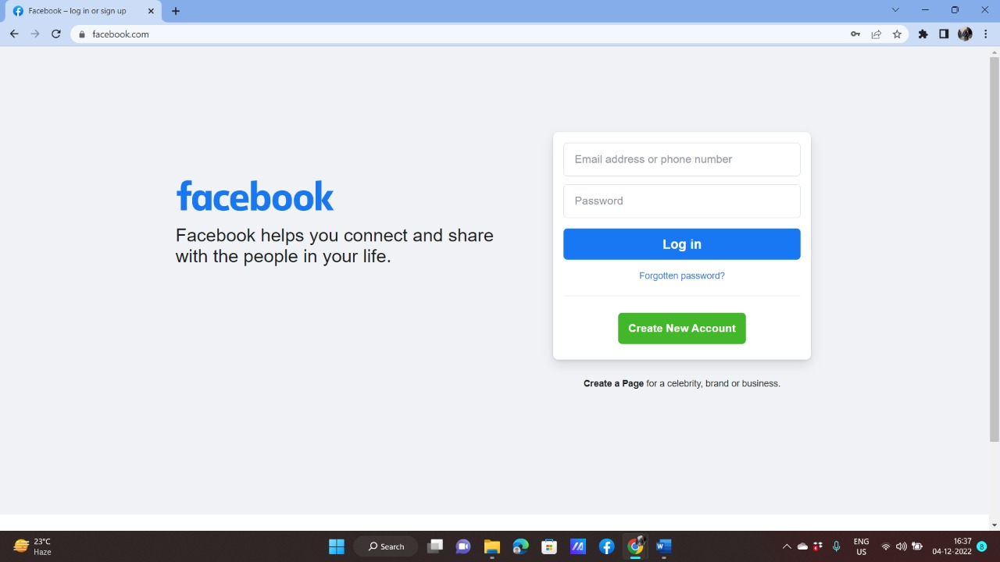 Facebook – log in or sign up
facebook.com
facebook
Facebook helps you connect and share
with the people in your life.
Email address or phone number
Password
Log in
Forgotten password?
Create New Account
Create a Page for a celebrity, brand or business.
23°C
Haze
Search
ENG
US
16:37
04-12-2022
8